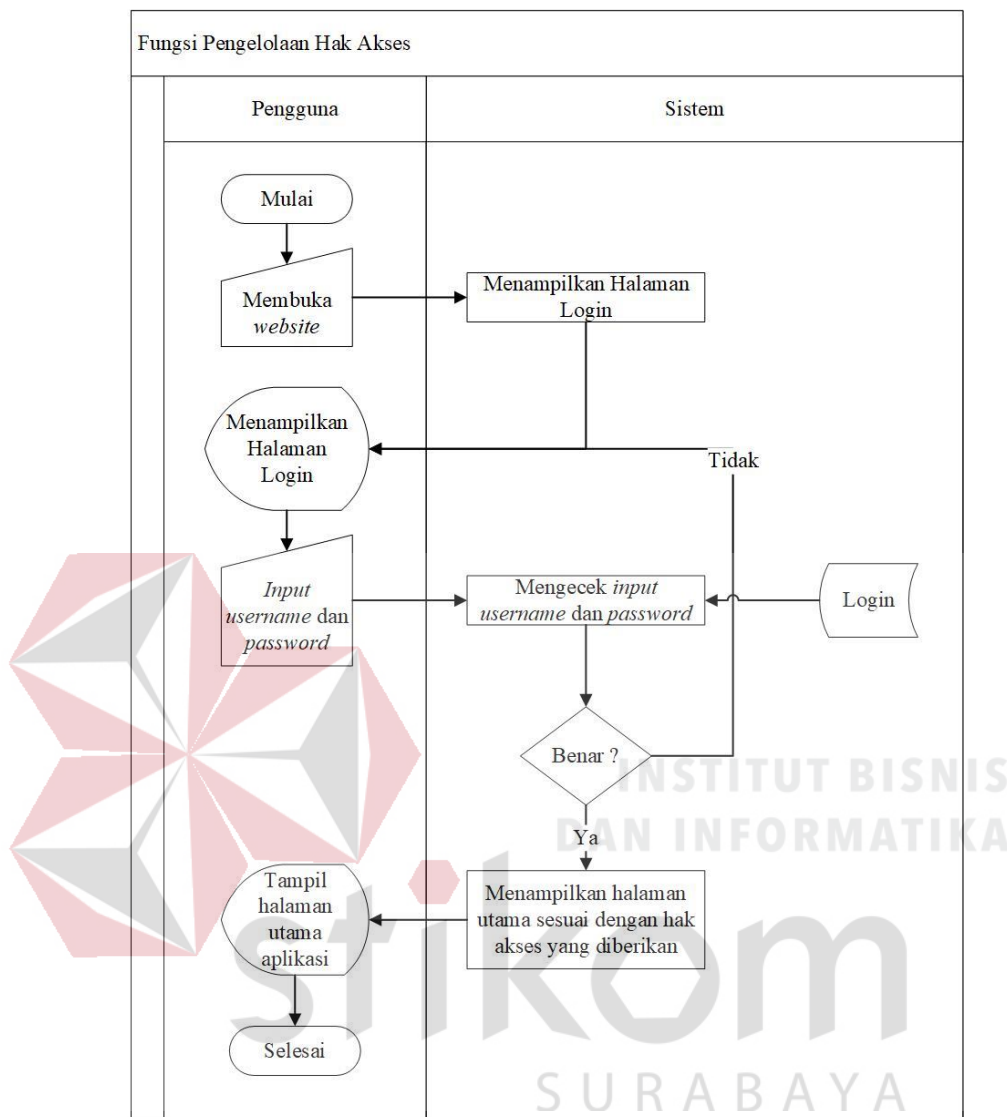 Fungsi Pengelolaan Hak Akses
Pengguna
Sistem
Mulai
Membuka
website
Menampilkan Halaman
Login
Menampilkan
Halaman
Login
Tidak
Input
username dan
password
Mengecek input
username dan password
Login
Benar ?
Ya
Menampilkan halaman
utama sesuai dengan hak
akses yang diberikan
Tampil
halaman
utama
aplikasi
Selesai
INSTITUT BISNIS
DAN INFORMATIKA
stikom
SURABAYA